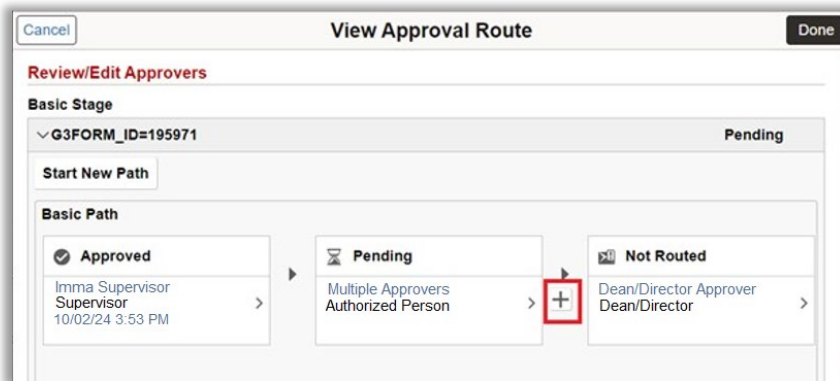 Cancel
View Approval Route
Done
Review/Edit Approvers
Basic Stage
G3FORM_ID=195971
Pending
Start New Path
Basic Path
Approved
Imma Supervisor
Supervisor
10/02/24 3:53 PM
Pending
Multiple Approvers
Authorized Person
Not Routed
Dean/Director Approver
Dean/Director